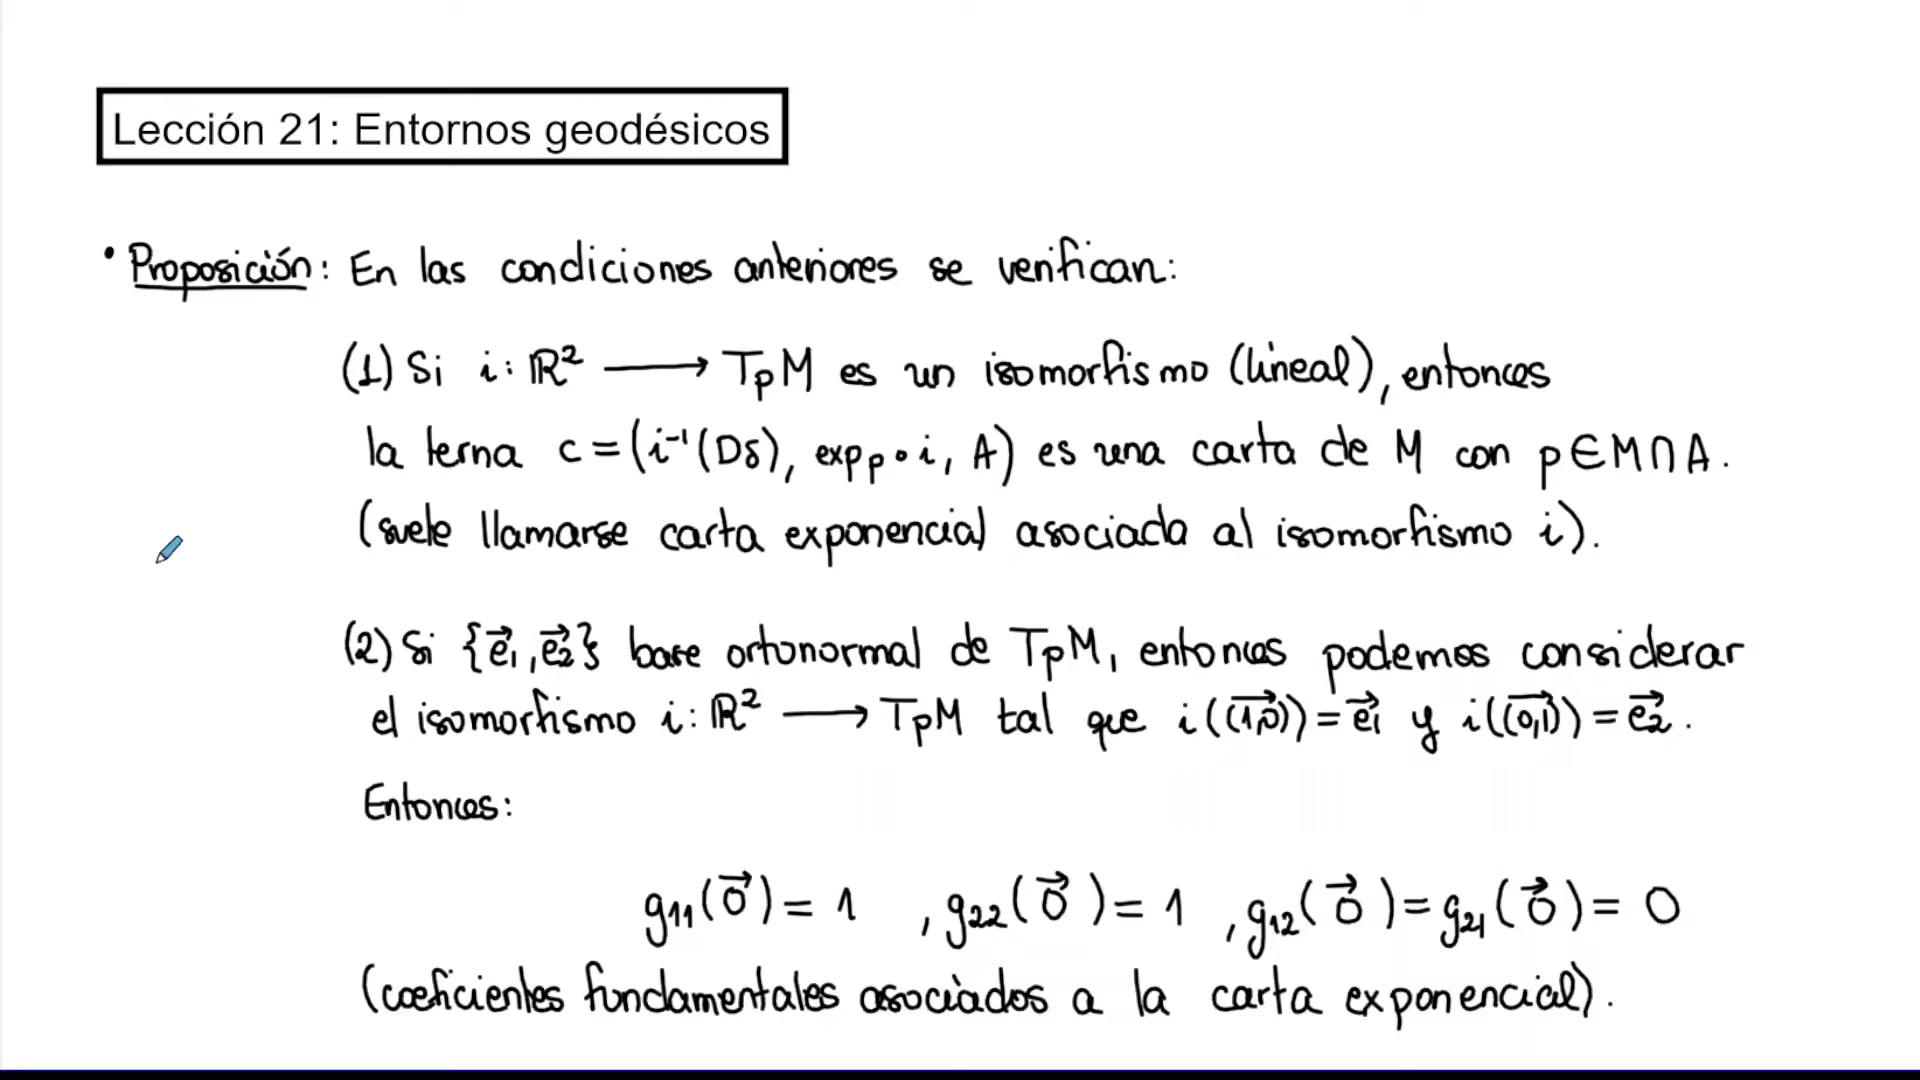 Lección 21: Entornos geodésicos
• Proposición: En las condiciones anteriores se verifican:
(1) Si i: ℝ² ⟶ TpM es un isomorfismo (lineal), entonces
la terna c = (i⁻¹(Dδ), expp∘i, A) es una carta de M con p∈M∩A.
(suele llamarse carta exponencial asociada al isomorfismo i).
(2) Si {e⃗₁, e⃗₂} base ortonormal de TpM, entonces podemos considerar
el isomorfismo i: ℝ² ⟶ TpM tal que i((1,0)⃗) = e⃗₁ y i((0,1)⃗) = e⃗₂.
Entonces:
g₁₁(0⃗) = 1 , g₂₂(0⃗) = 1 , g₁₂(0⃗) = g₂₁(0⃗) = 0
(coeficientes fundamentales asociados a la carta exponencial).